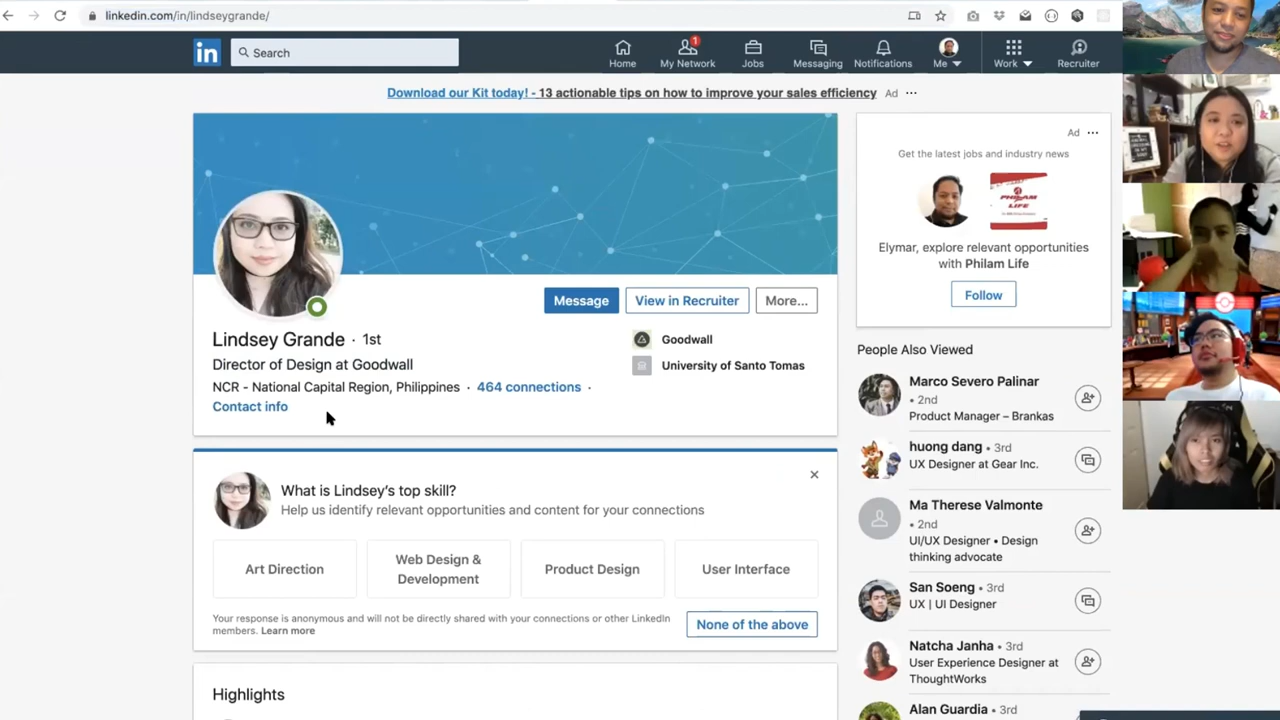 linkedin.com/in/lindseygrande/
in
Search
1
Home
My Network
Jobs
Messaging
Notifications
Me
Work
Recruiter
Download our Kit today! - 13 actionable tips on how to improve your sales efficiency
Ad
Message
View in Recruiter
More...
Lindsey Grande · 1st
Director of Design at Goodwall
NCR - National Capital Region, Philippines · 464 connections ·
Contact info
Goodwall
University of Santo Tomas
What is Lindsey's top skill?
Help us identify relevant opportunities and content for your connections
Art Direction
Web Design &
Development
Product Design
User Interface
Your response is anonymous and will not be directly shared with your connections or other LinkedIn
members. Learn more
None of the above
Highlights
Ad
Get the latest jobs and industry news
PHILAM
LIFE
Elymar, explore relevant opportunities
with Philam Life
Follow
People Also Viewed
Marco Severo Palinar
• 2nd
Product Manager – Brankas
huong dang • 3rd
UX Designer at Gear Inc.
Ma Therese Valmonte
• 2nd
UI/UX Designer • Design
thinking advocate
San Soeng • 3rd
UX | UI Designer
Natcha Janha • 3rd
User Experience Designer at
ThoughtWorks
Alan Guardia • 3rd